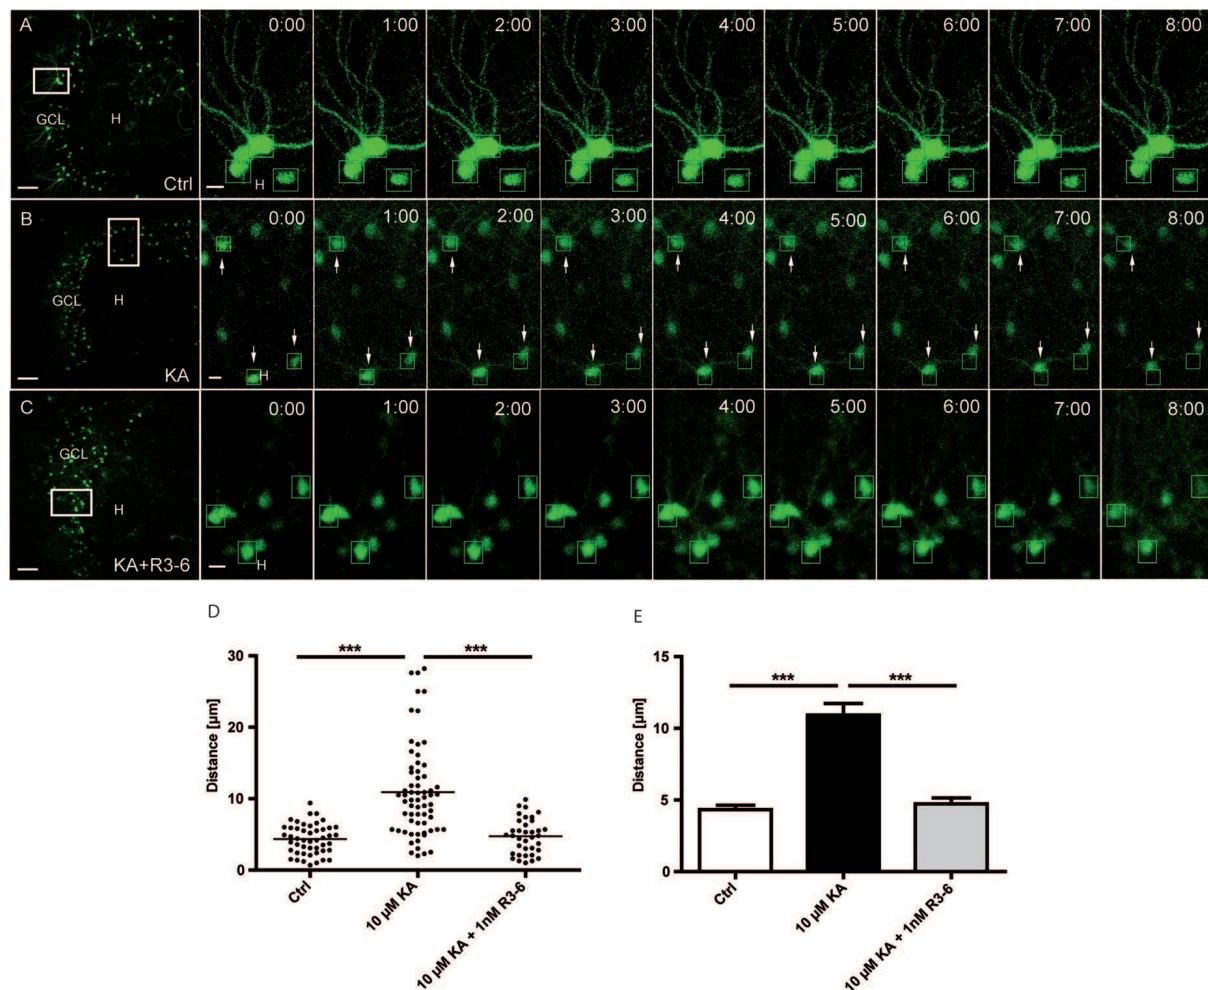 A 0:00 1:00 2:00 3:00 4:00 5:00 6:00 7:00 8:00
GCL H
Ctrl H
B 0:00 1:00 2:00 3:00 4:00 5:00 6:00 7:00 8:00
GCL H
KA H
C 0:00 1:00 2:00 3:00 4:00 5:00 6:00 7:00 8:00
GCL
H
KA+R3-6 H
D
*** ***
30
20
10
0
Distance [µm]
Ctrl
10 µM KA
10 µM KA + 1nM R3-6
E
*** ***
15
10
5
0
Distance [µm]
Ctrl
10 µM KA
10 µM KA + 1nM R3-6